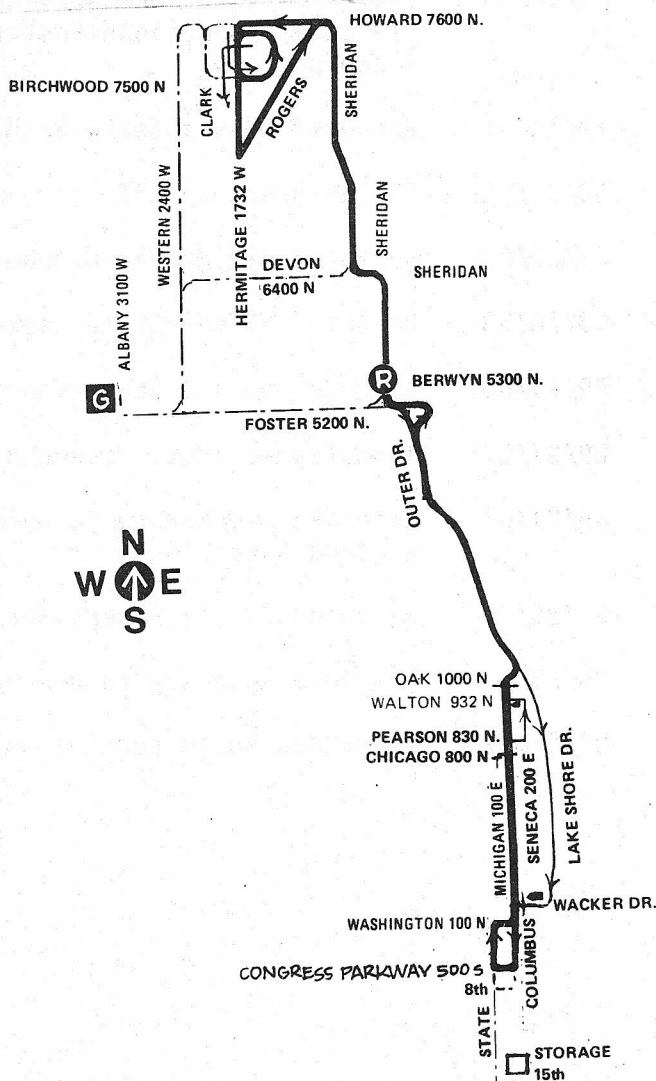 HOWARD 7600 N.
BIRCHWOOD 7500 N
CLARK
ROGERS
SHERIDAN
WESTERN 2400 W
HERMITAGE 1732 W
SHERIDAN
ALBANY 3100 W
DEVON
6400 N
SHERIDAN
G
R
BERWYN 5300 N.
FOSTER 5200 N.
OUTER DR.
N
W E
S
OAK 1000 N
WALTON 932 N
PEARSON 830 N.
CHICAGO 800 N
MICHIGAN 100 E
SENECA 200 E
LAKE SHORE DR.
WACKER DR.
WASHINGTON 100 N
COLUMBUS
CONGRESS PARKWAY 500 S
8th
STATE
STORAGE
15th